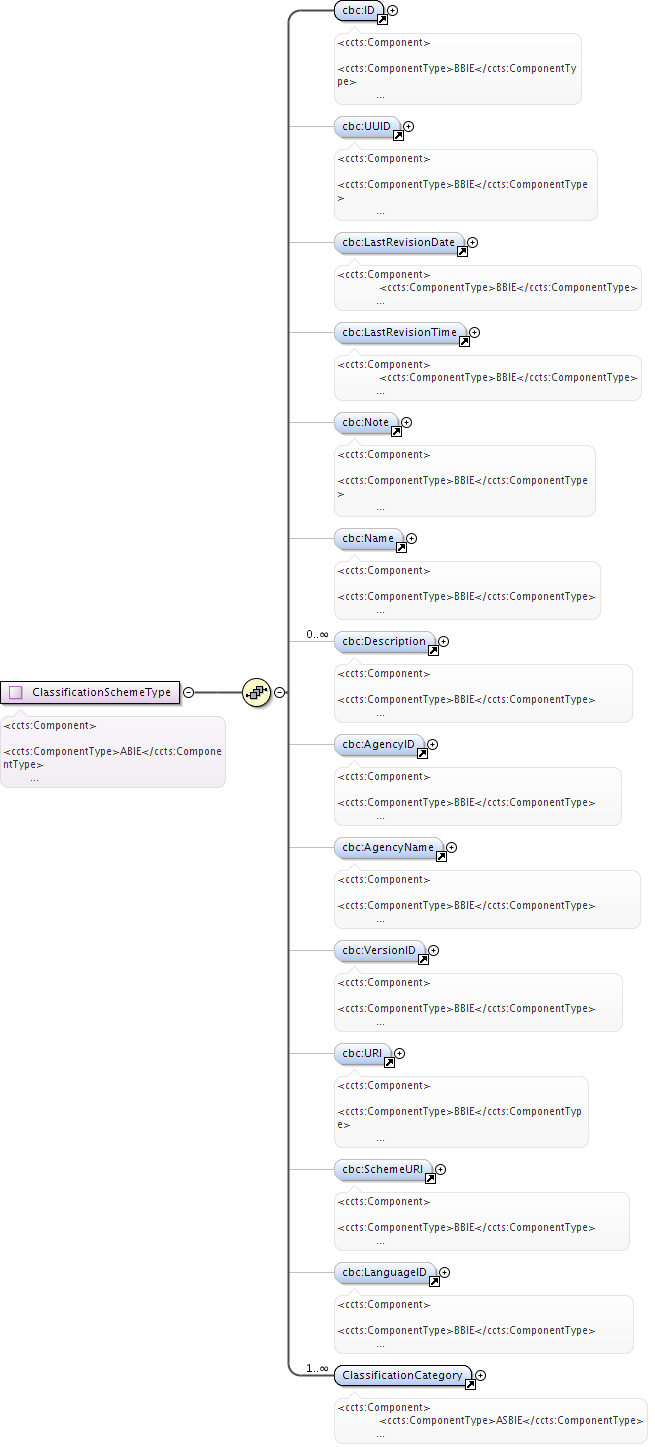 cbc:ID
<ccts:Component>
<ccts:ComponentType>BBIE</ccts:ComponentTy
pe>
...
cbc:UUID
<ccts:Component>
<ccts:ComponentType>BBIE</ccts:ComponentType
>
...
cbc:LastRevisionDate
<ccts:Component>
<ccts:ComponentType>BBIE</ccts:ComponentType>
...
cbc:LastRevisionTime
<ccts:Component>
<ccts:ComponentType>BBIE</ccts:ComponentType>
...
cbc:Note
<ccts:Component>
<ccts:ComponentType>BBIE</ccts:ComponentType
>
...
cbc:Name
<ccts:Component>
<ccts:ComponentType>BBIE</ccts:ComponentType>
...
0..∞
cbc:Description
<ccts:Component>
<ccts:ComponentType>BBIE</ccts:ComponentType>
...
ClassificationSchemeType
<ccts:Component>
<ccts:ComponentType>ABIE</ccts:Compone
ntType>
...
cbc:AgencyID
<ccts:Component>
<ccts:ComponentType>BBIE</ccts:ComponentType>
...
cbc:AgencyName
<ccts:Component>
<ccts:ComponentType>BBIE</ccts:ComponentType>
...
cbc:VersionID
<ccts:Component>
<ccts:ComponentType>BBIE</ccts:ComponentType>
...
cbc:URI
<ccts:Component>
<ccts:ComponentType>BBIE</ccts:ComponentTyp
e>
...
cbc:SchemeURI
<ccts:Component>
<ccts:ComponentType>BBIE</ccts:ComponentType>
...
cbc:LanguageID
<ccts:Component>
<ccts:ComponentType>BBIE</ccts:ComponentType>
...
1..∞
ClassificationCategory
<ccts:Component>
<ccts:ComponentType>ASBIE</ccts:ComponentType>
...